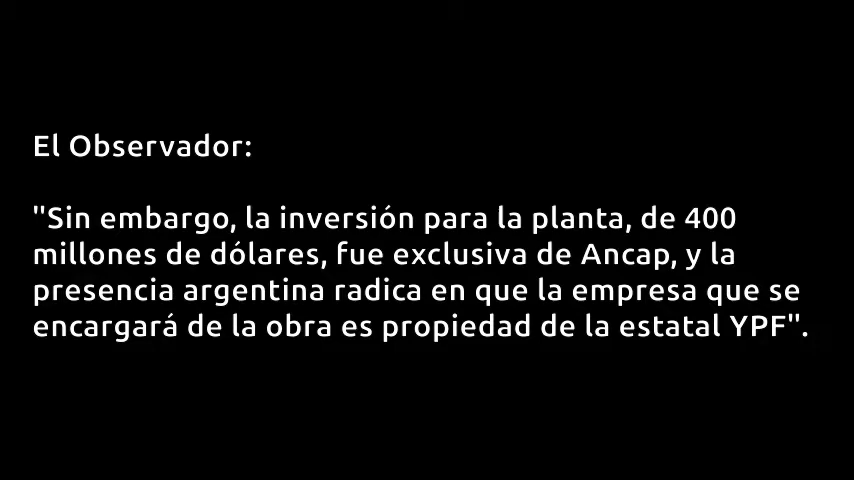 El Observador:
"Sin embargo, la inversión para la planta, de 400
millones de dólares, fue exclusiva de Ancap, y la
presencia argentina radica en que la empresa que se
encargará de la obra es propiedad de la estatal YPF".